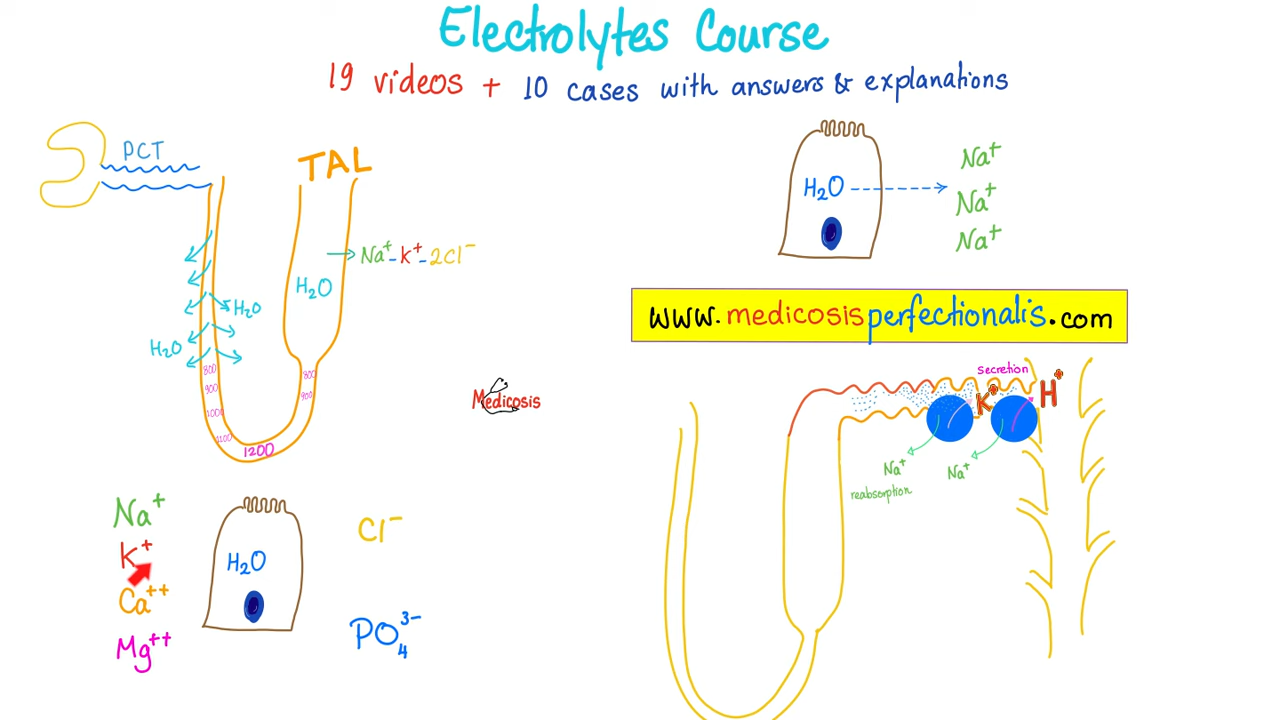 Electrolytes Course
19 videos + 10 cases with answers & explanations
PCT
TAL
Na⁺-K⁺-2Cl⁻
H₂O
H₂O
H₂O
800
900
1000
1100
1200
800
900
H₂O
Na⁺
Na⁺
Na⁺
www.medicosisperfectionalis.com
Medicosis
secretion
K⁺
H⁺
Na⁺
Na⁺
reabsorption
Na⁺
K⁺
Ca⁺⁺
Mg⁺⁺
H₂O
Cl⁻
PO₄³⁻